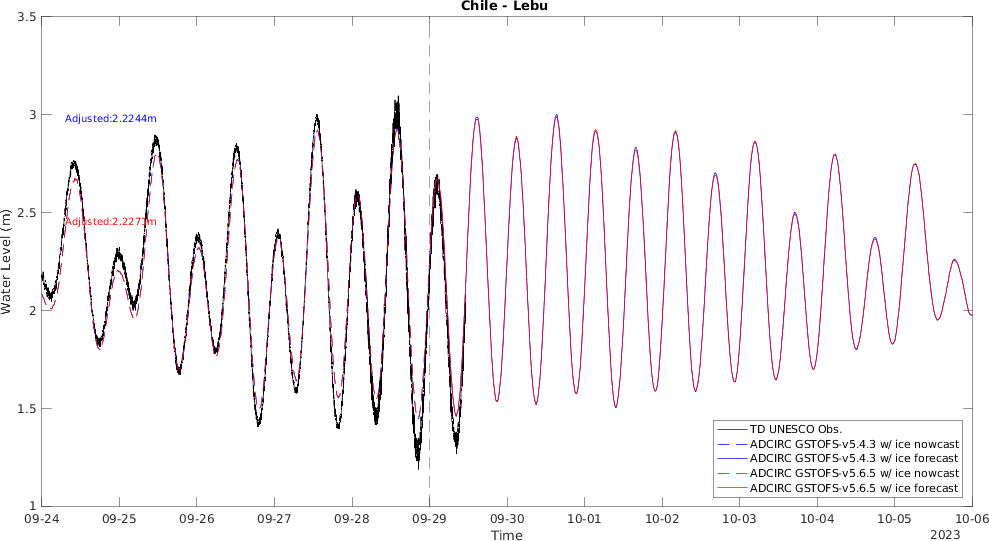 Chile - Lebu
3.5
3
2.5
2
1.5
1
Water Level (m)
Adjusted:2.2244m
Adjusted:2.2271m
TD UNESCO Obs.
ADCIRC GSTOFS-v5.4.3 w/ ice nowcast
ADCIRC GSTOFS-v5.4.3 w/ ice forecast
ADCIRC GSTOFS-v5.6.5 w/ ice nowcast
ADCIRC GSTOFS-v5.6.5 w/ ice forecast
09-24 09-25 09-26 09-27 09-28 09-29 09-30 10-01 10-02 10-03 10-04 10-05 10-06
Time
2023